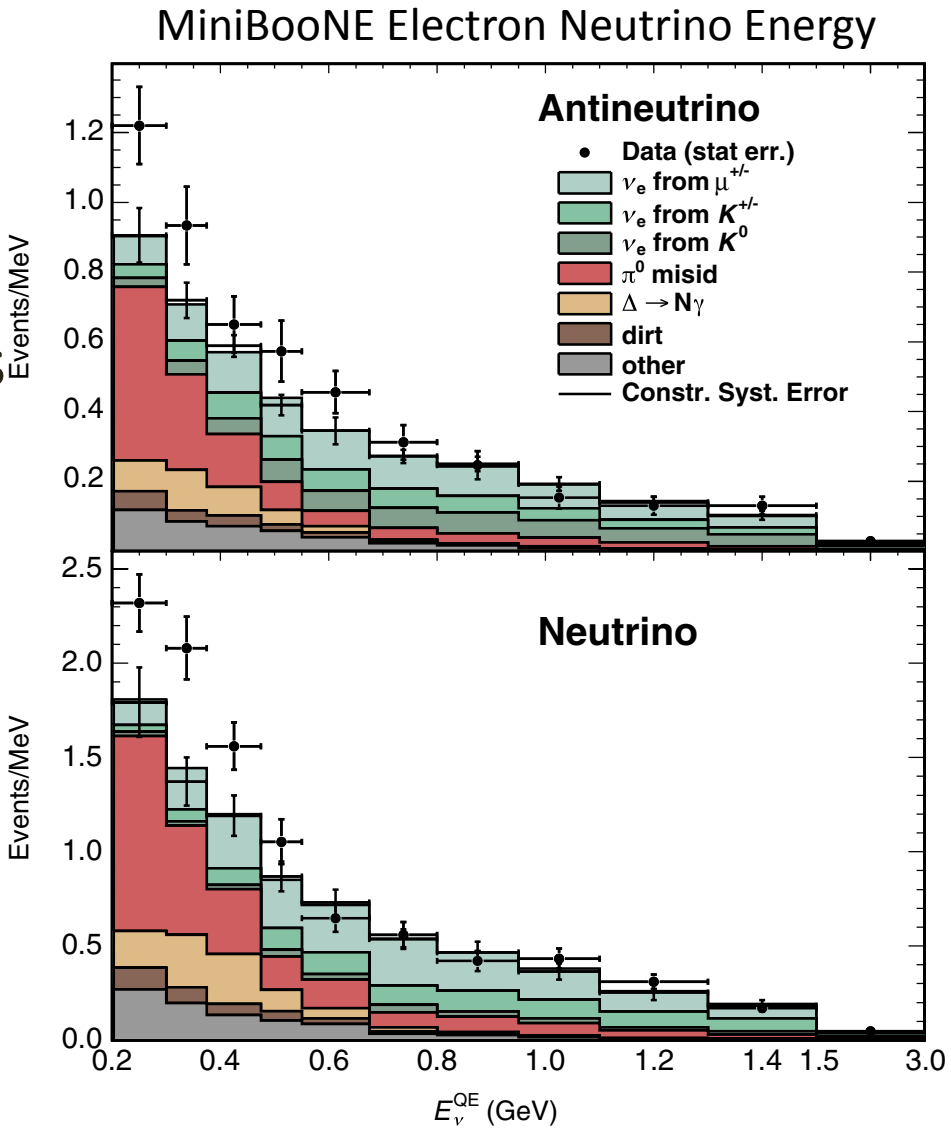 MiniBooNE Electron Neutrino Energy
Antineutrino
Data (stat err.)
νe from μ+/-
νe from K+/-
νe from K0
π0 misid
Δ → Nγ
dirt
other
Constr. Syst. Error
Events/MeV
1.2
1.0
0.8
0.6
0.4
0.2
Neutrino
Events/MeV
2.5
2.0
1.5
1.0
0.5
0.0
0.2 0.4 0.6 0.8 1.0 1.2 1.4 1.5 3.0
EνQE (GeV)